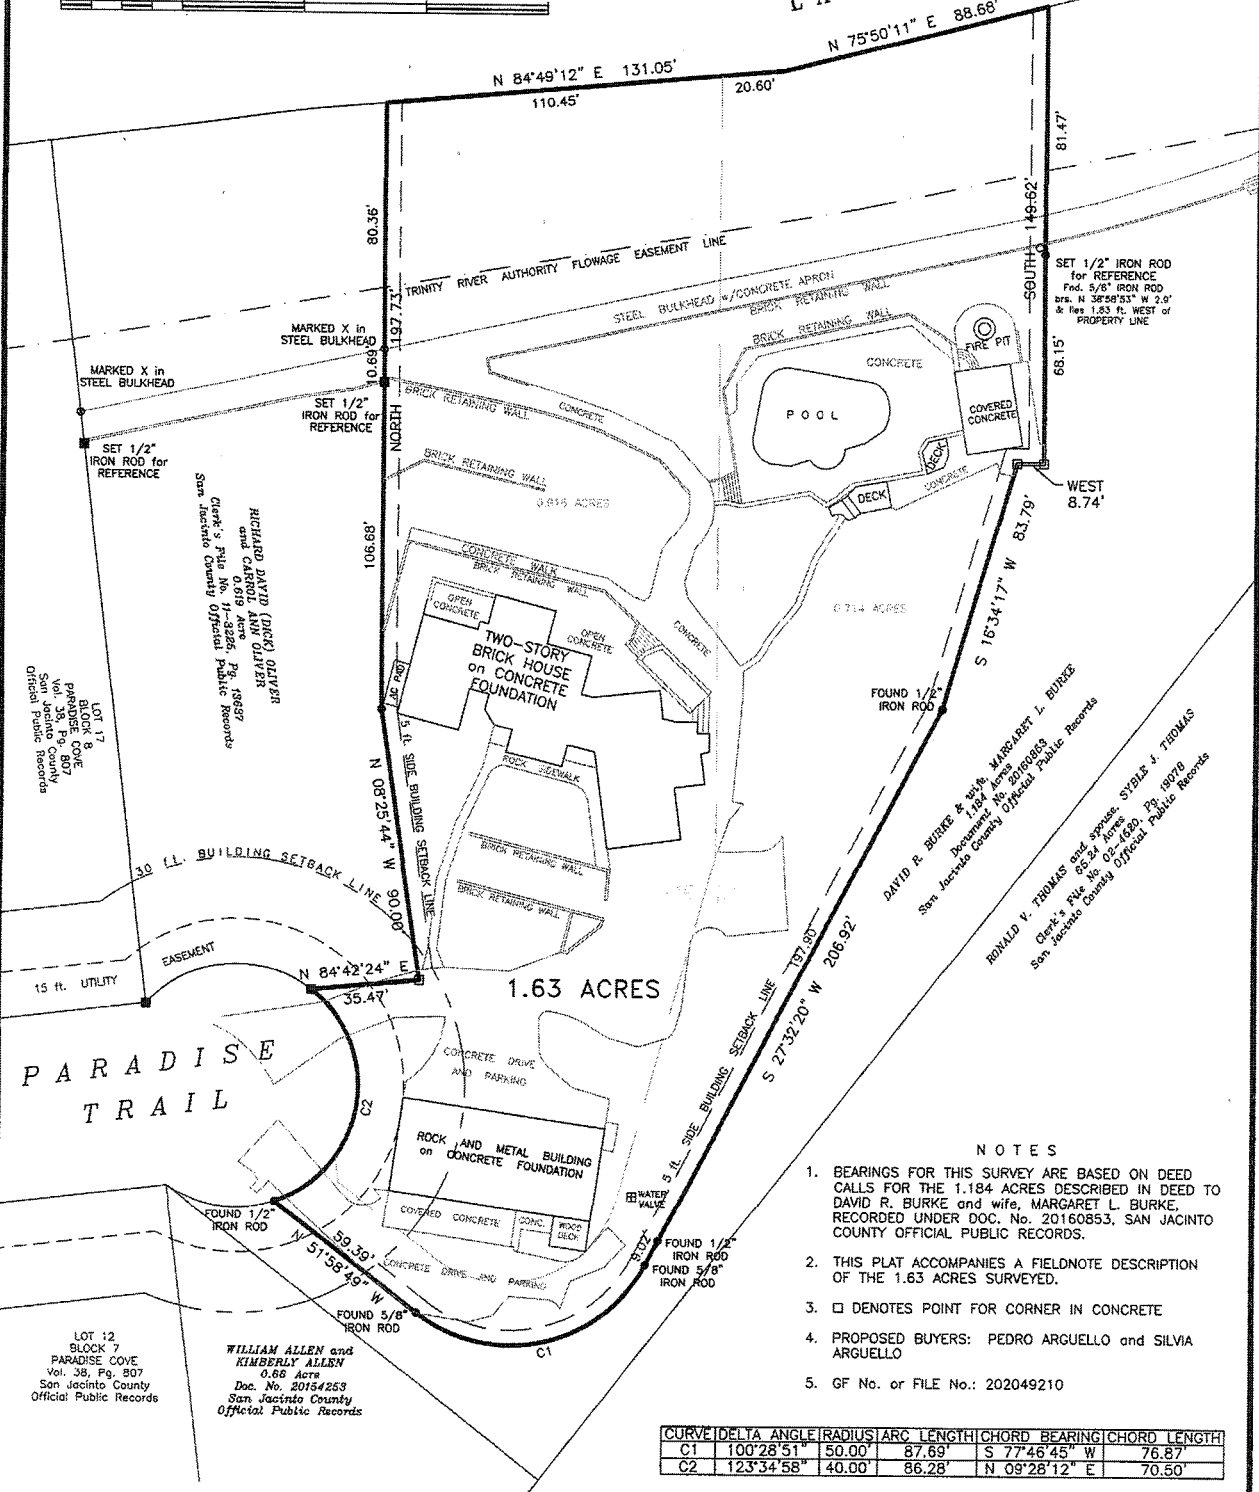 L A
N 75°50'11" E 88.68'
N 84°49'12" E 131.05'
110.45'
20.60'
81.47'
80.36'
SOUTH 149.62'
TRINITY RIVER AUTHORITY FLOWAGE EASEMENT LINE
STEEL BULKHEAD w/CONCRETE APRON
BRICK RETAINING WALL
BRICK RETAINING WALL
SET 1/2" IRON ROD
for REFERENCE
Fnd. 5/8" IRON ROD
brs. N 38°58'53" W 2.9'
& lies 1.83 ft. WEST of
PROPERTY LINE
MARKED X in
STEEL BULKHEAD
MARKED X in
STEEL BULKHEAD
10.69'
NORTH 197.73'
FIRE PIT
CONCRETE
68.15'
SET 1/2"
IRON ROD for
REFERENCE
BRICK RETAINING WALL
CONCRETE
POOL
COVERED
CONCRETE
SET 1/2"
IRON ROD for
REFERENCE
BRICK RETAINING WALL
DECK
DECK
CONCRETE
WEST
8.74'
RICHARD DAVID (DICK) OLIVER
and CARROL ANN OLIVER
0.619 Acre
Clerk's File No. 11-3226, Pg. 13697
San Jacinto County Official Public Records
106.68'
CONCRETE WALK
BRICK RETAINING WALL
0.714 ACRES
S 16°34'17" W 83.79'
OPEN
CONCRETE
OPEN
CONCRETE
CONCRETE
TWO-STORY
BRICK HOUSE
on CONCRETE
FOUNDATION
AC PAD
FOUND 1/2"
IRON ROD
LOT 17
BLOCK 8
PARADISE COVE
Vol. 38, Pg. 807
San Jacinto County
Official Public Records
DAVID R. BURKE & wife, MARGARET L. BURKE
1.184 Acres
Document No. 20160853
San Jacinto County Official Public Records
RONALD V. THOMAS and spouse, SYBLE J. THOMAS
65.24 Acres
Clerk's File No. 02-4620, Pg. 19078
San Jacinto County Official Public Records
N 08°25'44" W 90.00'
5 ft. SIDE BUILDING SETBACK LINE
ROCK SIDEWALK
BRICK RETAINING WALL
BRICK RETAINING WALL
30 ft. BUILDING SETBACK LINE
EASEMENT
15 ft. UTILITY
N 84°42'24" E
35.47'
1.63 ACRES
197.90'
S 27°32'20" W 206.92'
5 ft. SIDE BUILDING SETBACK LINE
PARADISE
TRAIL
C2
CONCRETE DRIVE
AND PARKING
ROCK AND METAL BUILDING
on CONCRETE FOUNDATION
COVERED CONCRETE
CONC.
WOOD
DECK
WATER
VALVE
FOUND 1/2"
IRON ROD
59.39'
N 51°58'49" W
CONCRETE DRIVE AND PARKING
9.02'
FOUND 1/2"
IRON ROD
FOUND 5/8"
IRON ROD
FOUND 5/8"
IRON ROD
C1
LOT 12
BLOCK 7
PARADISE COVE
Vol. 38, Pg. 807
San Jacinto County
Official Public Records
WILLIAM ALLEN and
KIMBERLY ALLEN
0.66 Acre
Doc. No. 20154253
San Jacinto County
Official Public Records
NOTES
1. BEARINGS FOR THIS SURVEY ARE BASED ON DEED
CALLS FOR THE 1.184 ACRES DESCRIBED IN DEED TO
DAVID R. BURKE and wife, MARGARET L. BURKE,
RECORDED UNDER DOC. No. 20160853, SAN JACINTO
COUNTY OFFICIAL PUBLIC RECORDS.
2. THIS PLAT ACCOMPANIES A FIELDNOTE DESCRIPTION
OF THE 1.63 ACRES SURVEYED.
3. □ DENOTES POINT FOR CORNER IN CONCRETE
4. PROPOSED BUYERS: PEDRO ARGUELLO and SILVIA
ARGUELLO
5. GF No. or FILE No.: 202049210
CURVE DELTA ANGLE RADIUS ARC LENGTH CHORD BEARING CHORD LENGTH
C1 100°28'51" 50.00' 87.69' S 77°46'45" W 76.87'
C2 123°34'58" 40.00' 86.28' N 09°28'12" E 70.50'